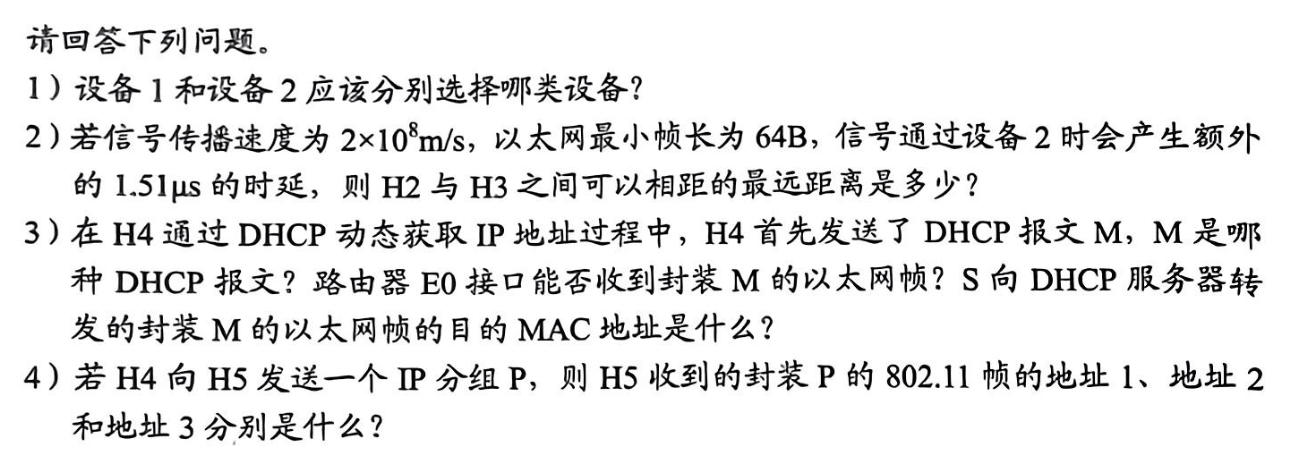 请回答下列问题。
1）设备 1 和设备 2 应该分别选择哪类设备？
2）若信号传播速度为 2×10⁸m/s，以太网最小帧长为 64B，信号通过设备 2 时会产生额外
的 1.51μs 的时延，则 H2 与 H3 之间可以相距的最远距离是多少？
3）在 H4 通过 DHCP 动态获取 IP 地址过程中，H4 首先发送了 DHCP 报文 M，M 是哪
种 DHCP 报文？路由器 E0 接口能否收到封装 M 的以太网帧？S 向 DHCP 服务器转
发的封装 M 的以太网帧的目的 MAC 地址是什么？
4）若 H4 向 H5 发送一个 IP 分组 P，则 H5 收到的封装 P 的 802.11 帧的地址 1、地址 2
和地址 3 分别是什么？